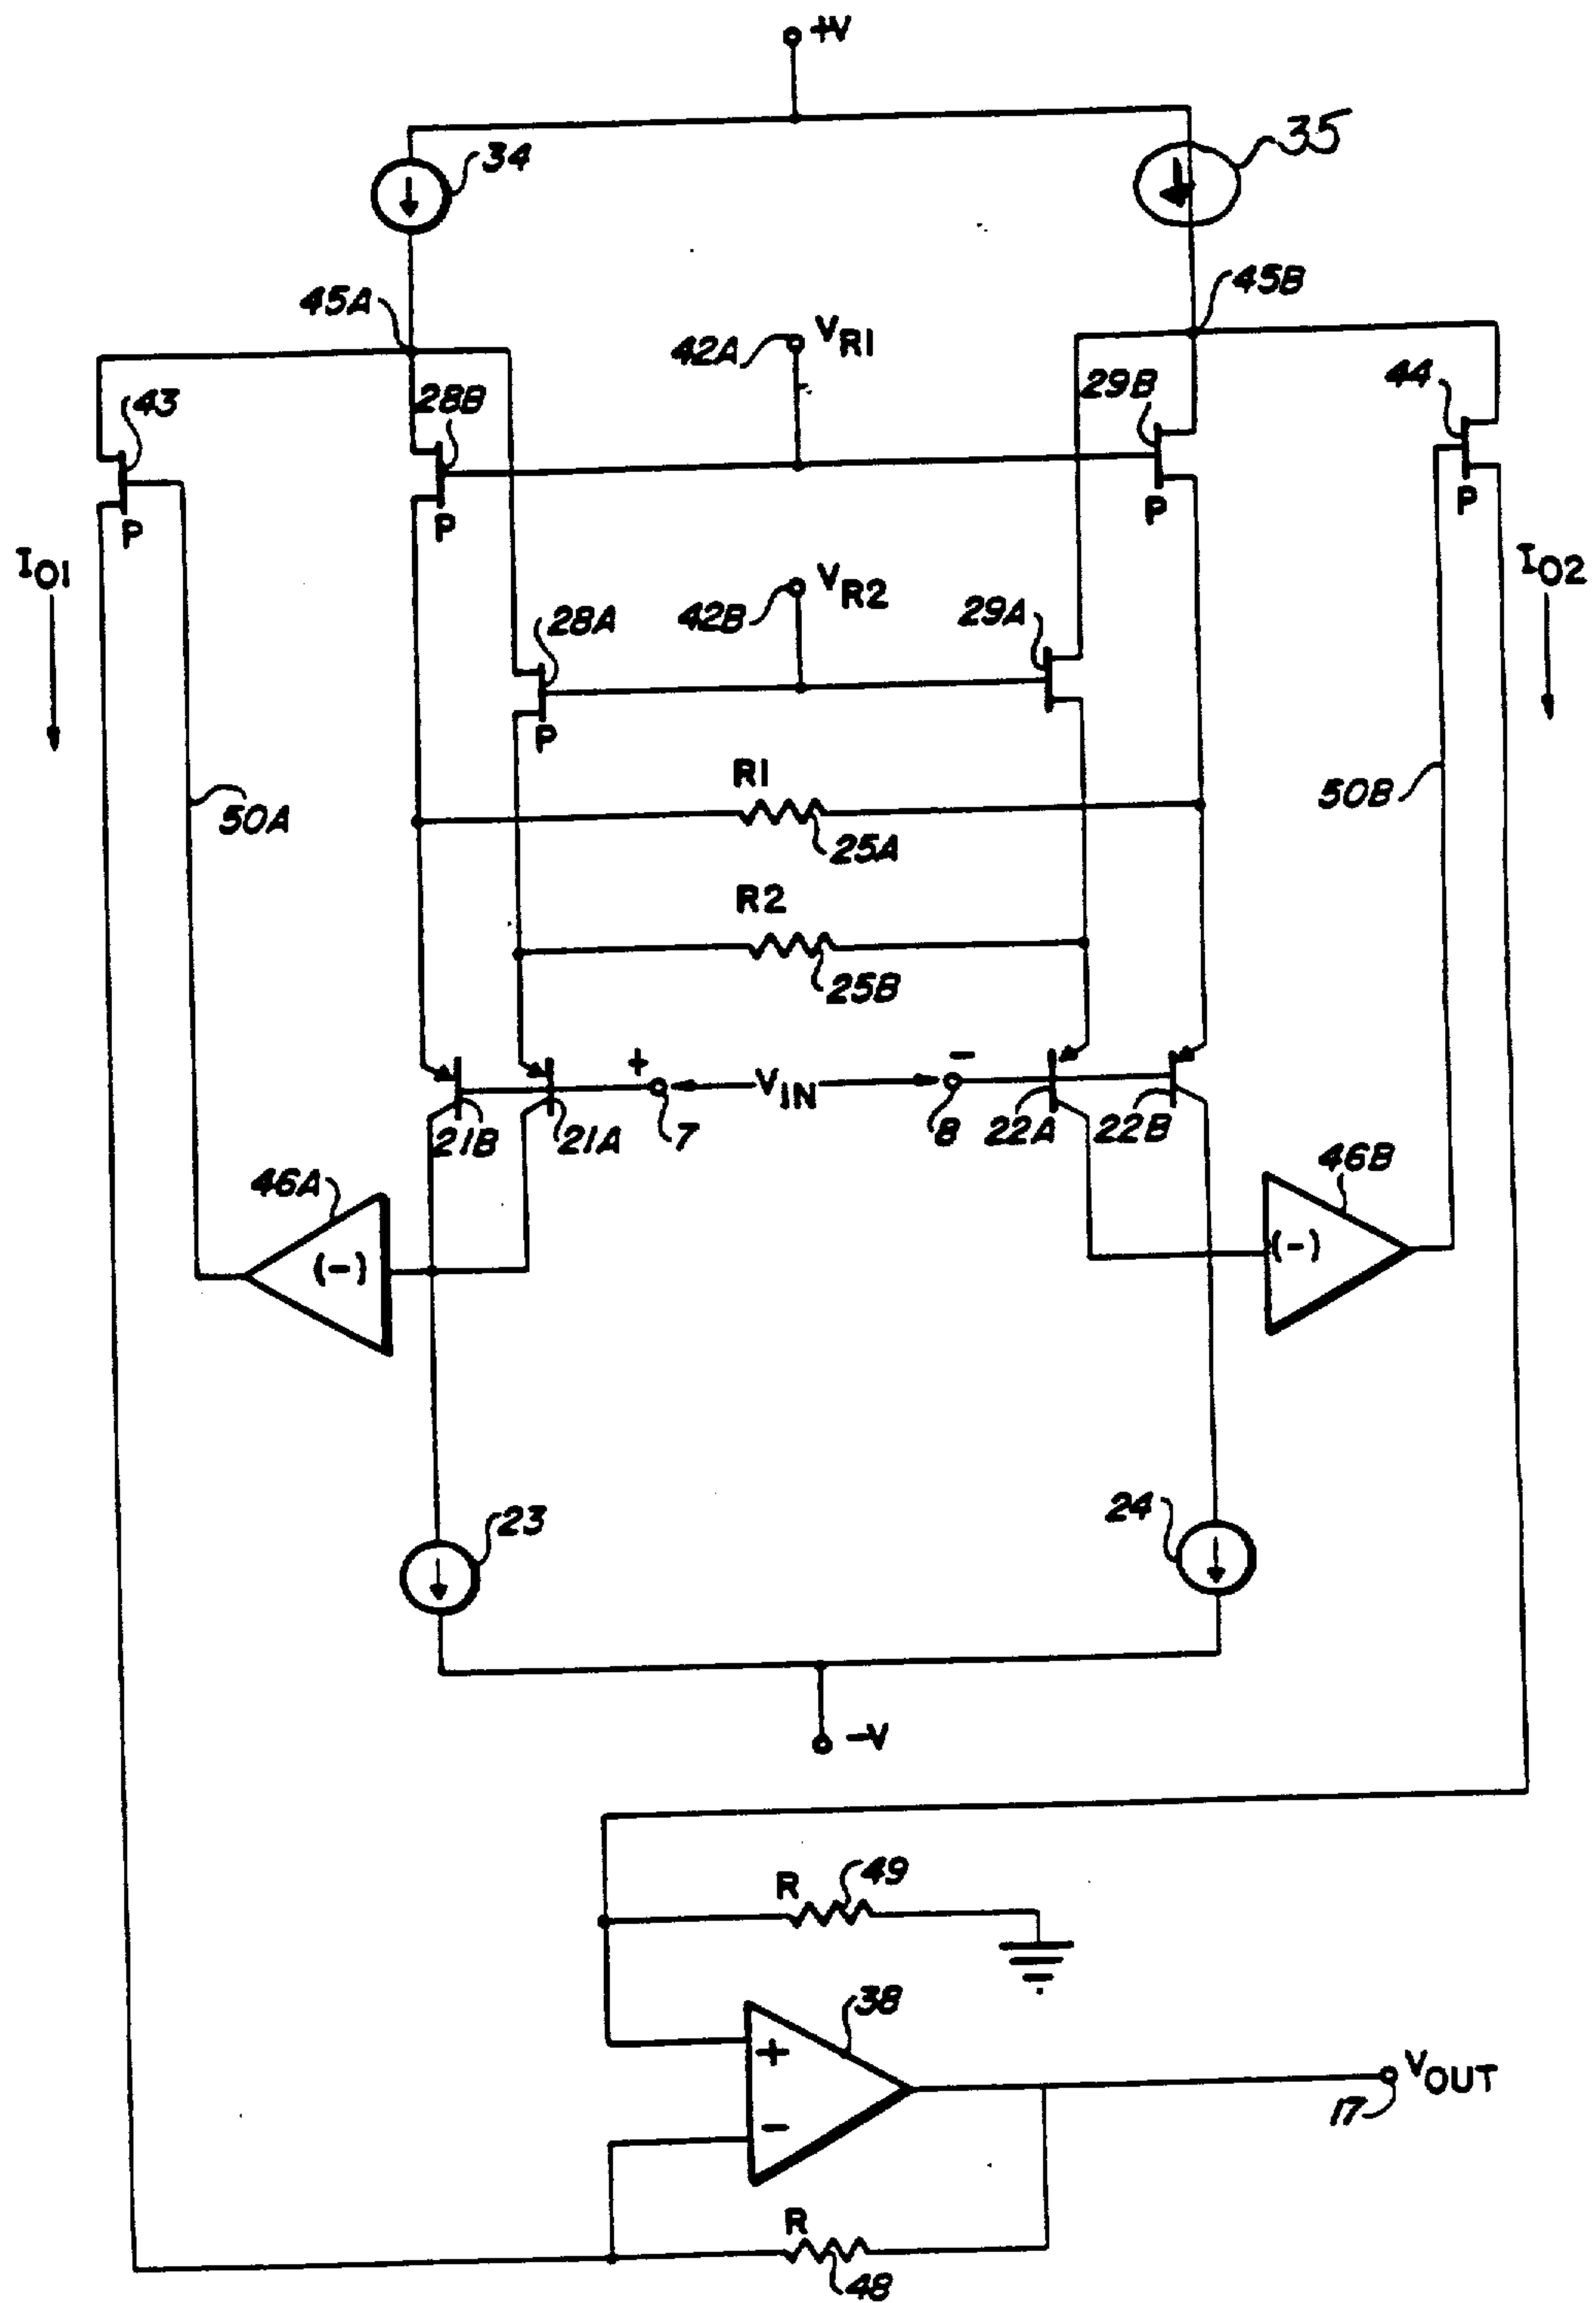 +V
34
35
45A
45B
42A
VR1
43
28B
29B
44
P
P
P
P
IO1
IO2
42B
VR2
28A
29A
P
R1
50A
25A
50B
R2
25B
+
VIN
−
21B
21A
7
8
22A
22B
46A
46B
(−)
(−)
23
24
−V
R
49
38
+
−
VOUT
17
R
48